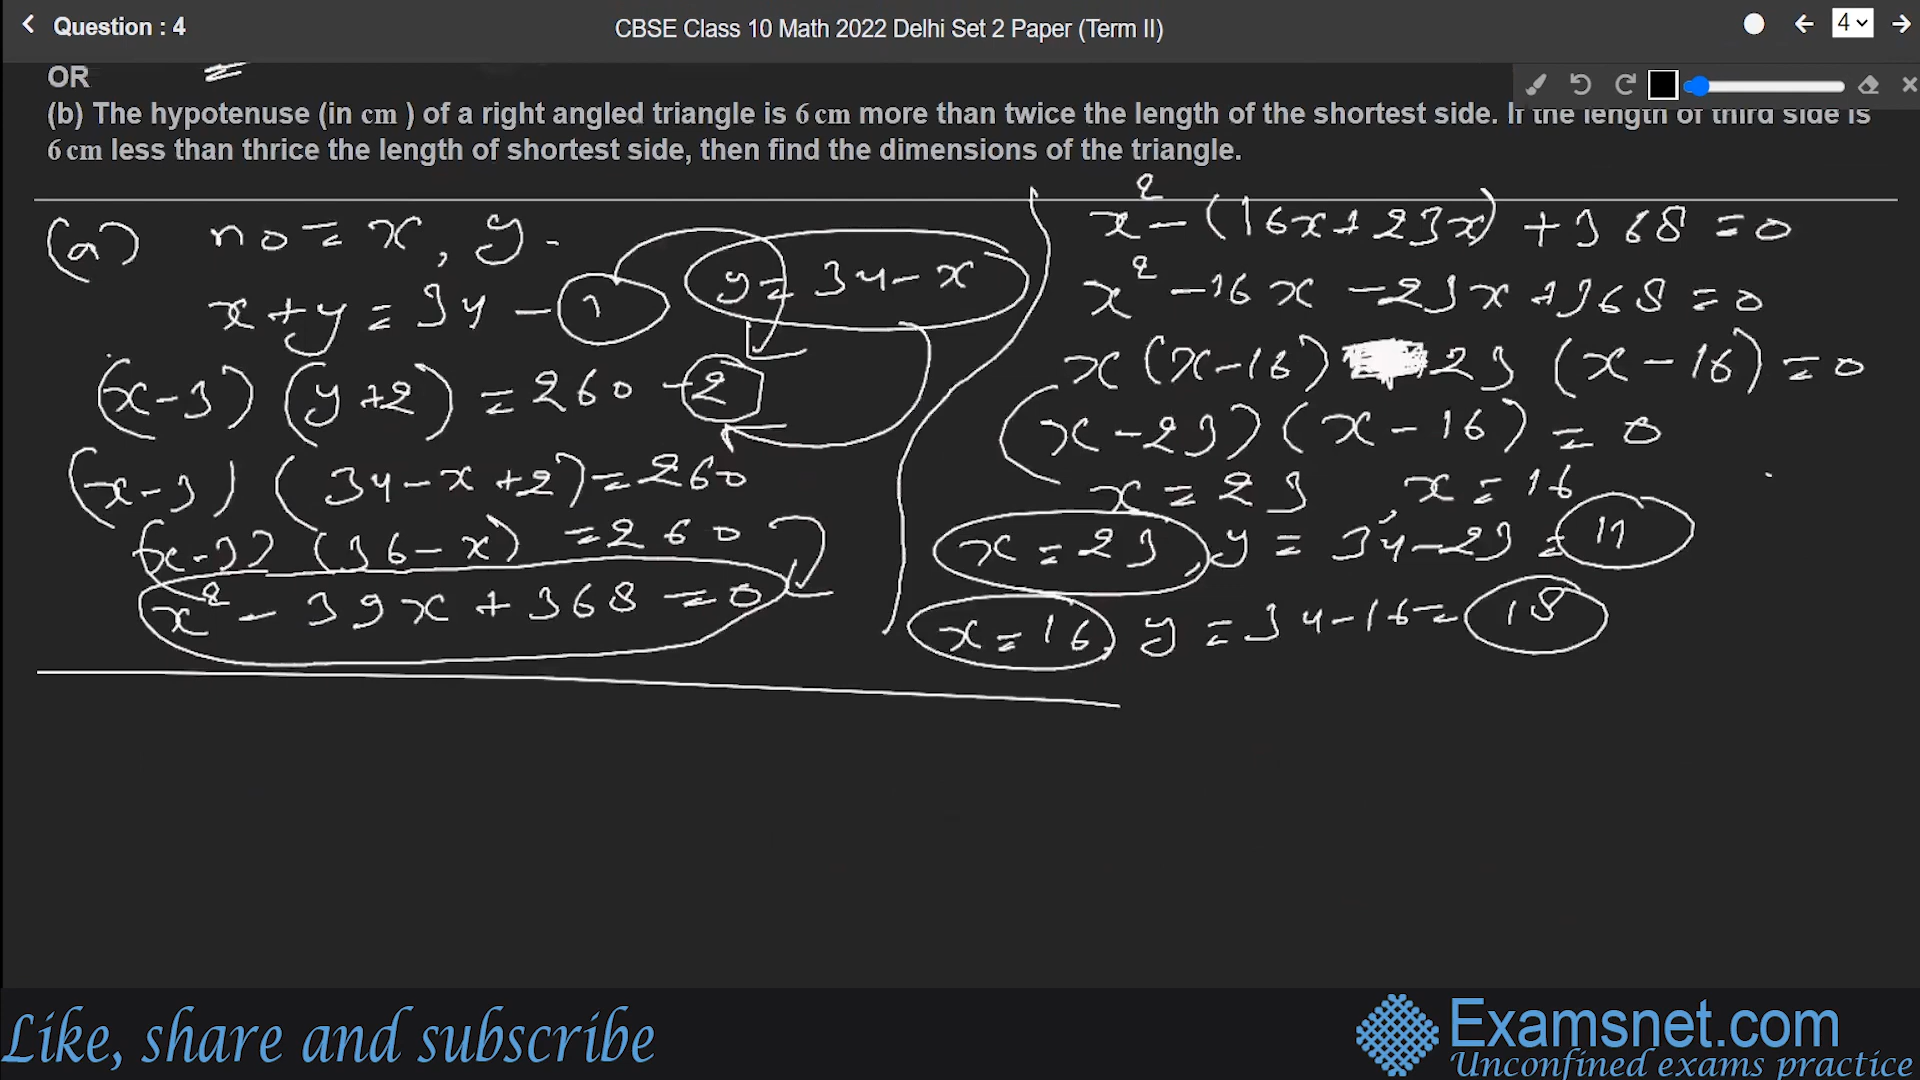 Question : 4
CBSE Class 10 Math 2022 Delhi Set 2 Paper (Term II)
4
OR
(b) The hypotenuse (in cm ) of a right angled triangle is 6 cm more than twice the length of the shortest side. If the length of third side is
6 cm less than thrice the length of shortest side, then find the dimensions of the triangle.
(a) no = x, y
x + y = 34 - 1
y = 34 - x
(x-3) (y+2) = 260 - 2
(x-3) (34-x+2) = 260
(x-3) (36-x) = 260
x² - 39x + 368 = 0
x² - (16x+23x) + 368 = 0
x² - 16x - 23x + 368 = 0
x (x-16) 23 (x-16) = 0
(x-23) (x-16) = 0
x = 23, x = 16
x = 23, y = 34-23 = 11
x = 16, y = 34-16 = 18
Like, share and subscribe
Examsnet.com
Unconfined exams practice